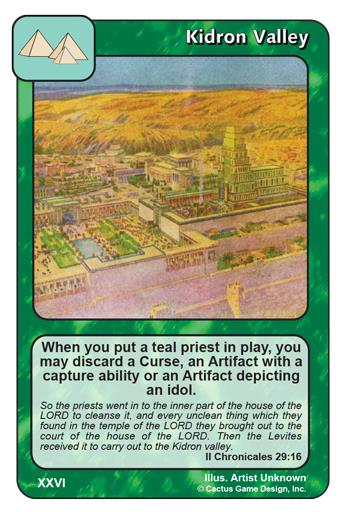 Kidron Valley
When you put a teal priest in play, you
may discard a Curse, an Artifact with a
capture ability or an Artifact depicting
an idol.
So the priests went in to the inner part of the house of the
LORD to cleanse it, and every unclean thing which they
found in the temple of the LORD they brought out to the
court of the house of the LORD. Then the Levites
received it to carry out to the Kidron valley.
II Chronicales 29:16
Illus. Artist Unknown
XXVI
© Cactus Game Design, Inc.